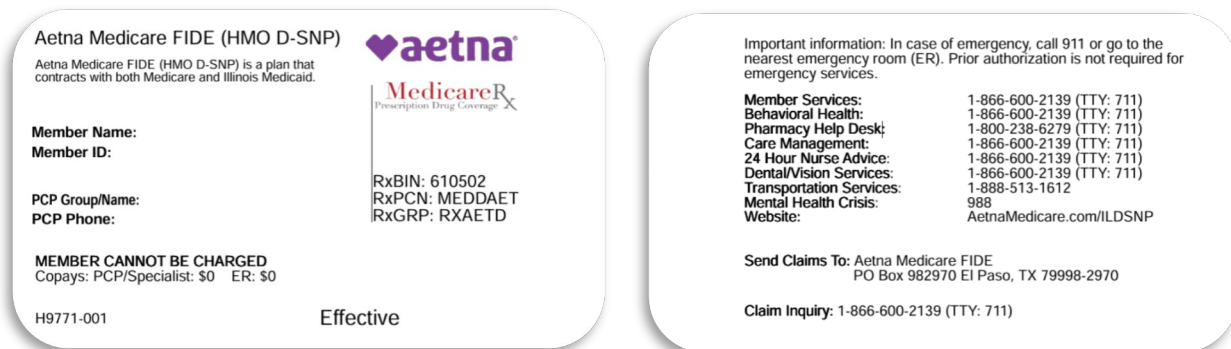 Aetna Medicare FIDE (HMO D-SNP)
Aetna Medicare FIDE (HMO D-SNP) is a plan that
contracts with both Medicare and Illinois Medicaid.
aetna
MedicareRx
Prescription Drug Coverage
Member Name:
Member ID:
PCP Group/Name:
PCP Phone:
RxBIN: 610502
RxPCN: MEDDAET
RxGRP: RXAETD
MEMBER CANNOT BE CHARGED
Copays: PCP/Specialist: $0 ER: $0
H9771-001 Effective
Important information: In case of emergency, call 911 or go to the
nearest emergency room (ER). Prior authorization is not required for
emergency services.
Member Services: 1-866-600-2139 (TTY: 711)
Behavioral Health: 1-866-600-2139 (TTY: 711)
Pharmacy Help Desk: 1-800-238-6279 (TTY: 711)
Care Management: 1-866-600-2139 (TTY: 711)
24 Hour Nurse Advice: 1-866-600-2139 (TTY: 711)
Dental/Vision Services: 1-866-600-2139 (TTY: 711)
Transportation Services: 1-888-513-1612
Mental Health Crisis: 988
Website: AetnaMedicare.com/ILDSNP
Send Claims To: Aetna Medicare FIDE
PO Box 982970 El Paso, TX 79998-2970
Claim Inquiry: 1-866-600-2139 (TTY: 711)